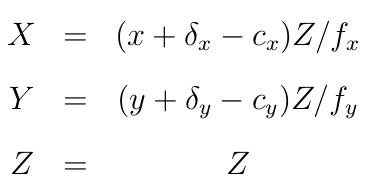 X = (x + δ_x − c_x)Z/f_x
Y = (y + δ_y − c_y)Z/f_y
Z = Z